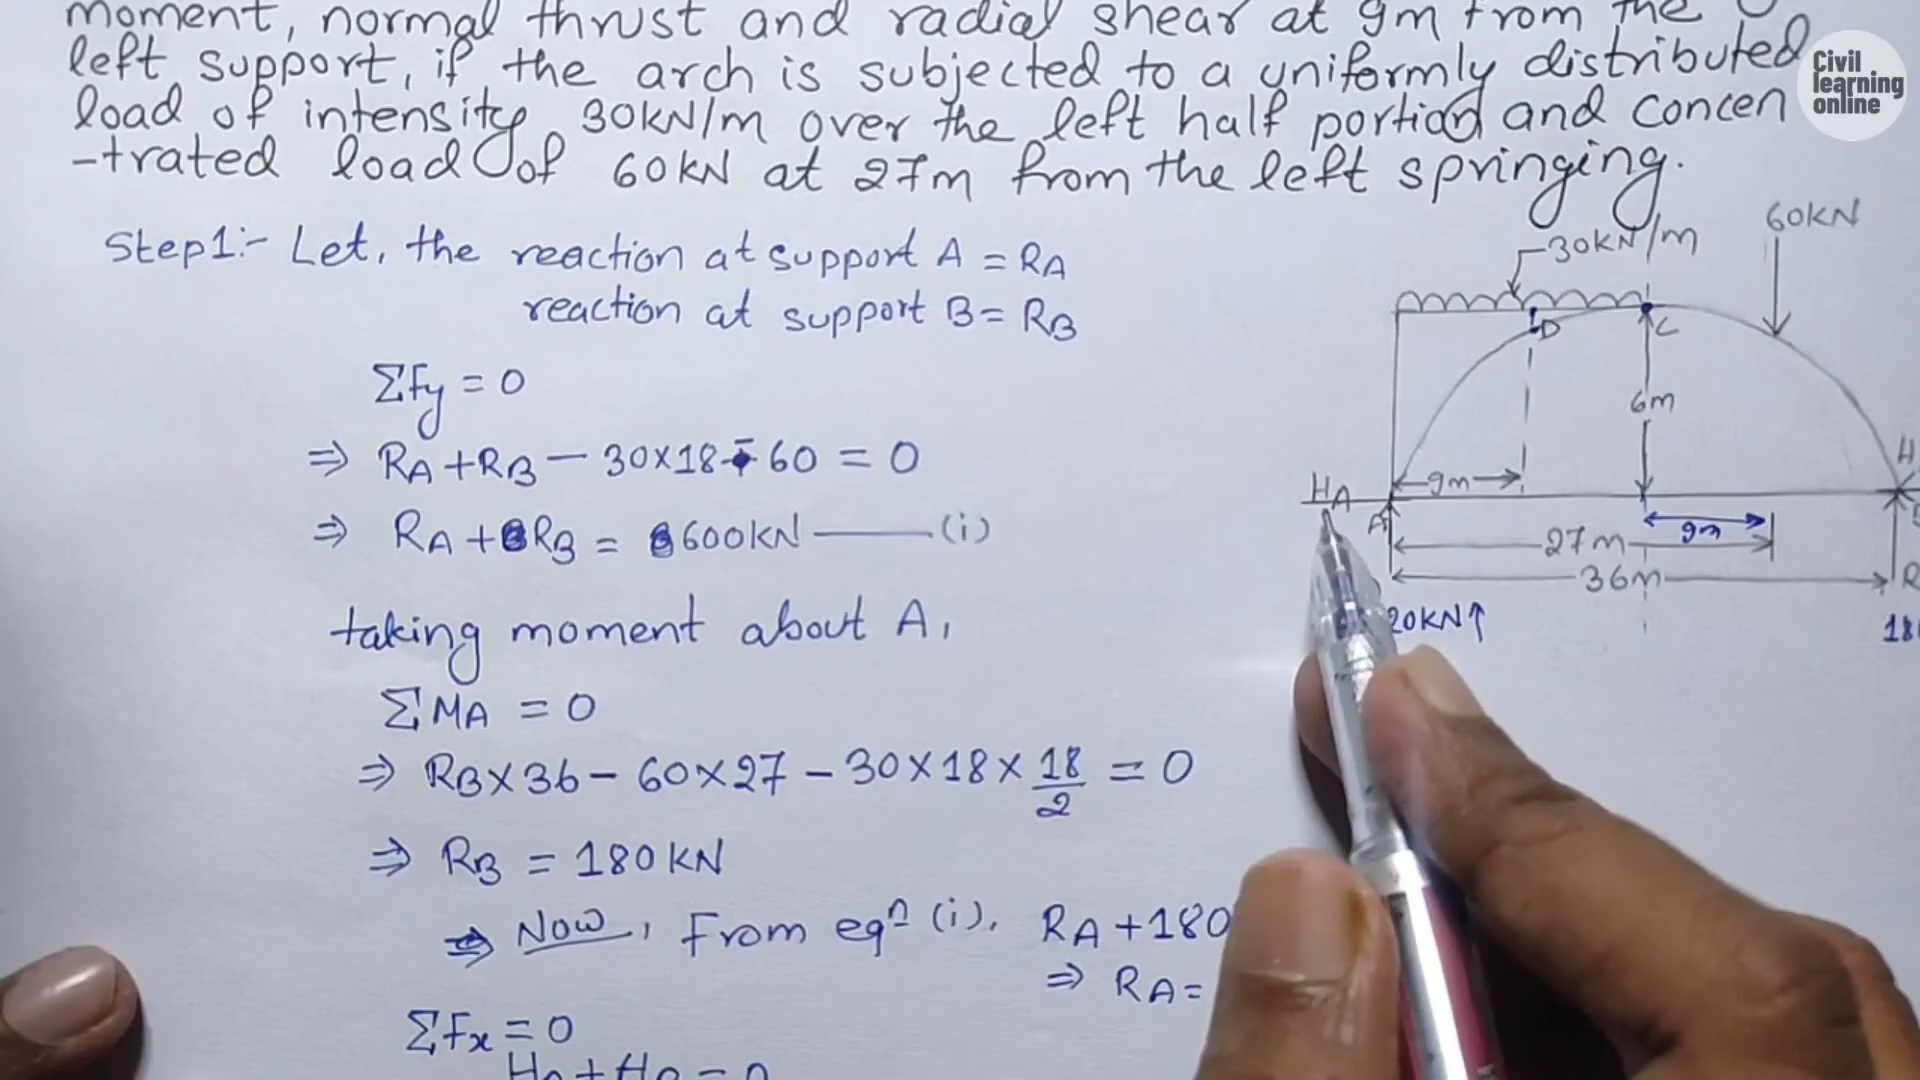 moment, normal thrust and radial shear at 9m from the
left support, if the arch is subjected to a uniformly distributed
load of intensity 30KN/m over the left half portion and concen
-trated load of 60KN at 27m from the left springing.
Civil
learning
online
Step1:- Let, the reaction at support A = RA
reaction at support B = RB
ΣFy = 0
⇒ RA + RB - 30×18 - 60 = 0
⇒ RA + RB = 600KN —— (i)
taking moment about A,
ΣMA = 0
⇒ RB × 36 - 60×27 - 30×18× 18/2 = 0
⇒ RB = 180KN
⇒ Now, From eqn (i), RA + 180
⇒ RA =
ΣFx = 0
60KN
30KN/m
D
C
6m
HA
9m
H
A
9m
27m
36m
R
20KN↑
18